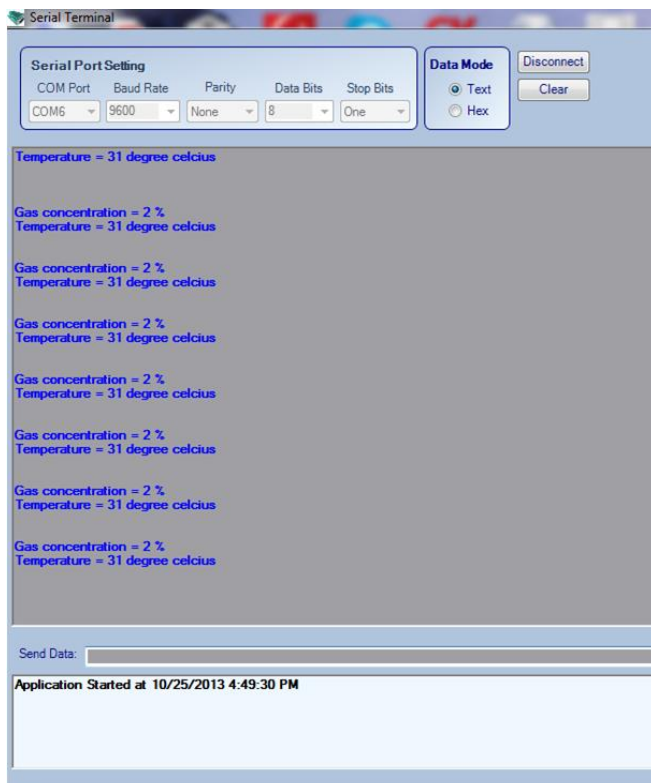 Serial Terminal
Serial Port Setting
COM Port Baud Rate Parity Data Bits Stop Bits
COM6 9600 None 8 One
Data Mode
Text
Hex
Disconnect
Clear
Temperature = 31 degree celcius
Gas concentration = 2 %
Temperature = 31 degree celcius
Gas concentration = 2 %
Temperature = 31 degree celcius
Gas concentration = 2 %
Temperature = 31 degree celcius
Gas concentration = 2 %
Temperature = 31 degree celcius
Gas concentration = 2 %
Temperature = 31 degree celcius
Gas concentration = 2 %
Temperature = 31 degree celcius
Gas concentration = 2 %
Temperature = 31 degree celcius
Send Data:
Application Started at 10/25/2013 4:49:30 PM